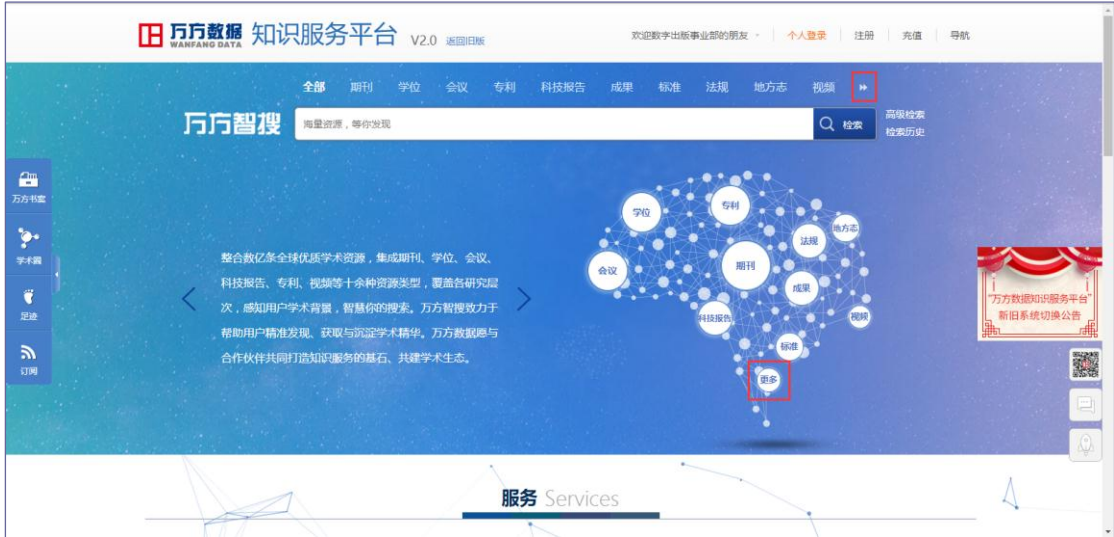 万方数据 知识服务平台 V2.0 返回旧版
WANFANG DATA
欢迎数字出版事业部的朋友 个人登录 注册 充值 导航
全部 期刊 学位 会议 专利 科技报告 成果 标准 法规 地方志 视频
万方智搜 海量资源,等你发现 检索
高级检索
检索历史
万方书案
学术圈
足迹
订阅
整合数亿条全球优质学术资源,集成期刊、学位、会议、
科技报告、专利、视频等十余种资源类型,覆盖各研究层
次,感知用户学术背景,智慧你的搜索。万方智搜致力于
帮助用户精准发现、获取与沉淀学术精华。万方数据愿与
合作伙伴共同打造知识服务的基石、共建学术生态。
学位
专利
地方志
法规
会议
期刊
成果
科技报告
视频
标准
更多
“万方数据知识服务平台”
新旧系统切换公告
服务 Services